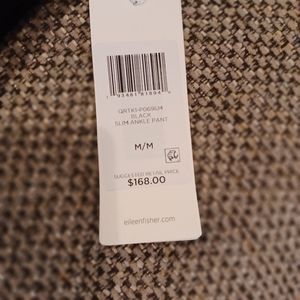 BLACK
SLIM ANKLE PANT
M/M
SUGGESTED RETAIL PRICE
$168.00
eileenfisher.com